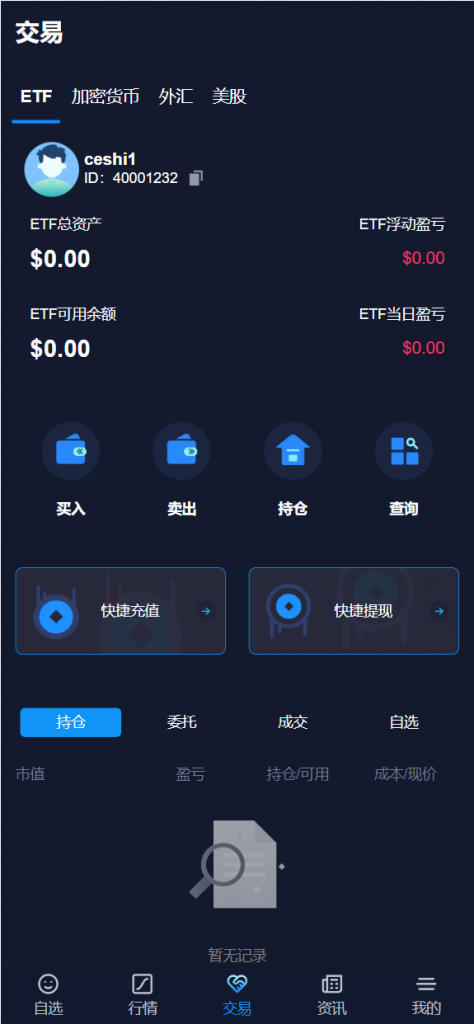 交易
ETF 加密货币 外汇 美股
ceshi1
ID：40001232
ETF总资产 ETF浮动盈亏
$0.00 $0.00
ETF可用余额 ETF当日盈亏
$0.00 $0.00
买入 卖出 持仓 查询
快捷充值 快捷提现
持仓 委托 成交 自选
市值 盈亏 持仓/可用 成本/现价
暂无记录
自选 行情 交易 资讯 我的